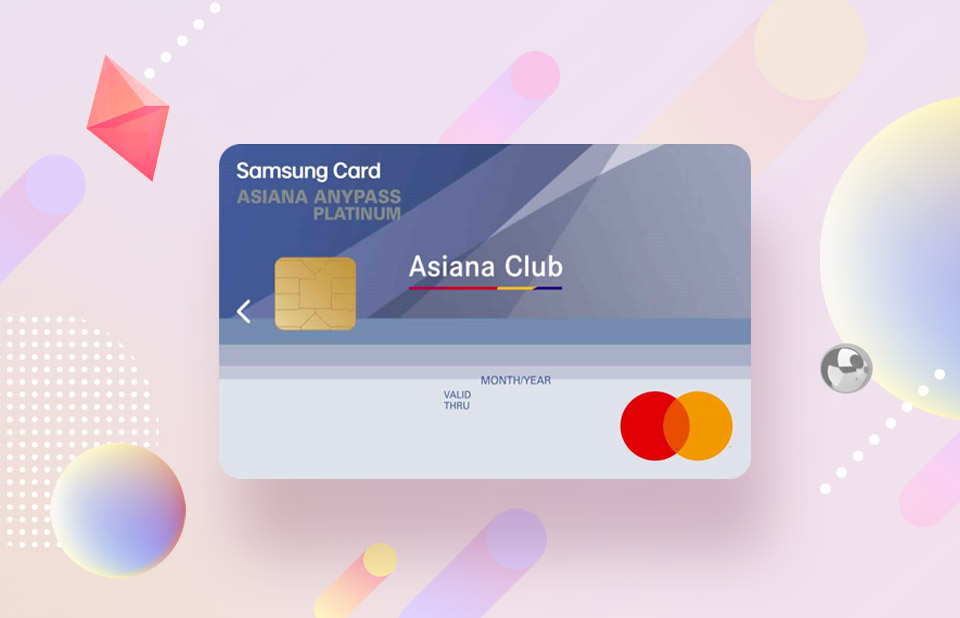 Samsung Card
ASIANA ANYPASS
PLATINUM
Asiana Club
MONTH/YEAR
VALID
THRU